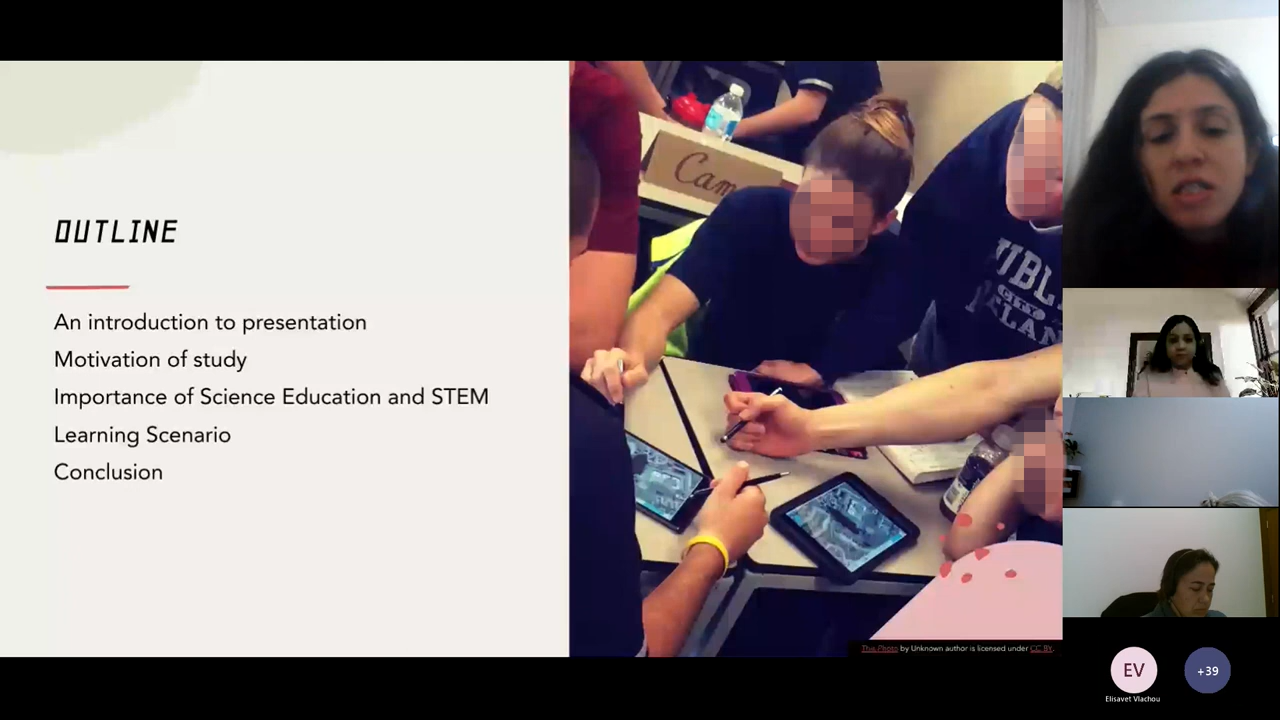 OUTLINE
An introduction to presentation
Motivation of study
Importance of Science Education and STEM
Learning Scenario
Conclusion
Cam
CITY
This Photo by Unknown author is licensed under CC BY.
EV
Elisavet Vlachou
+39